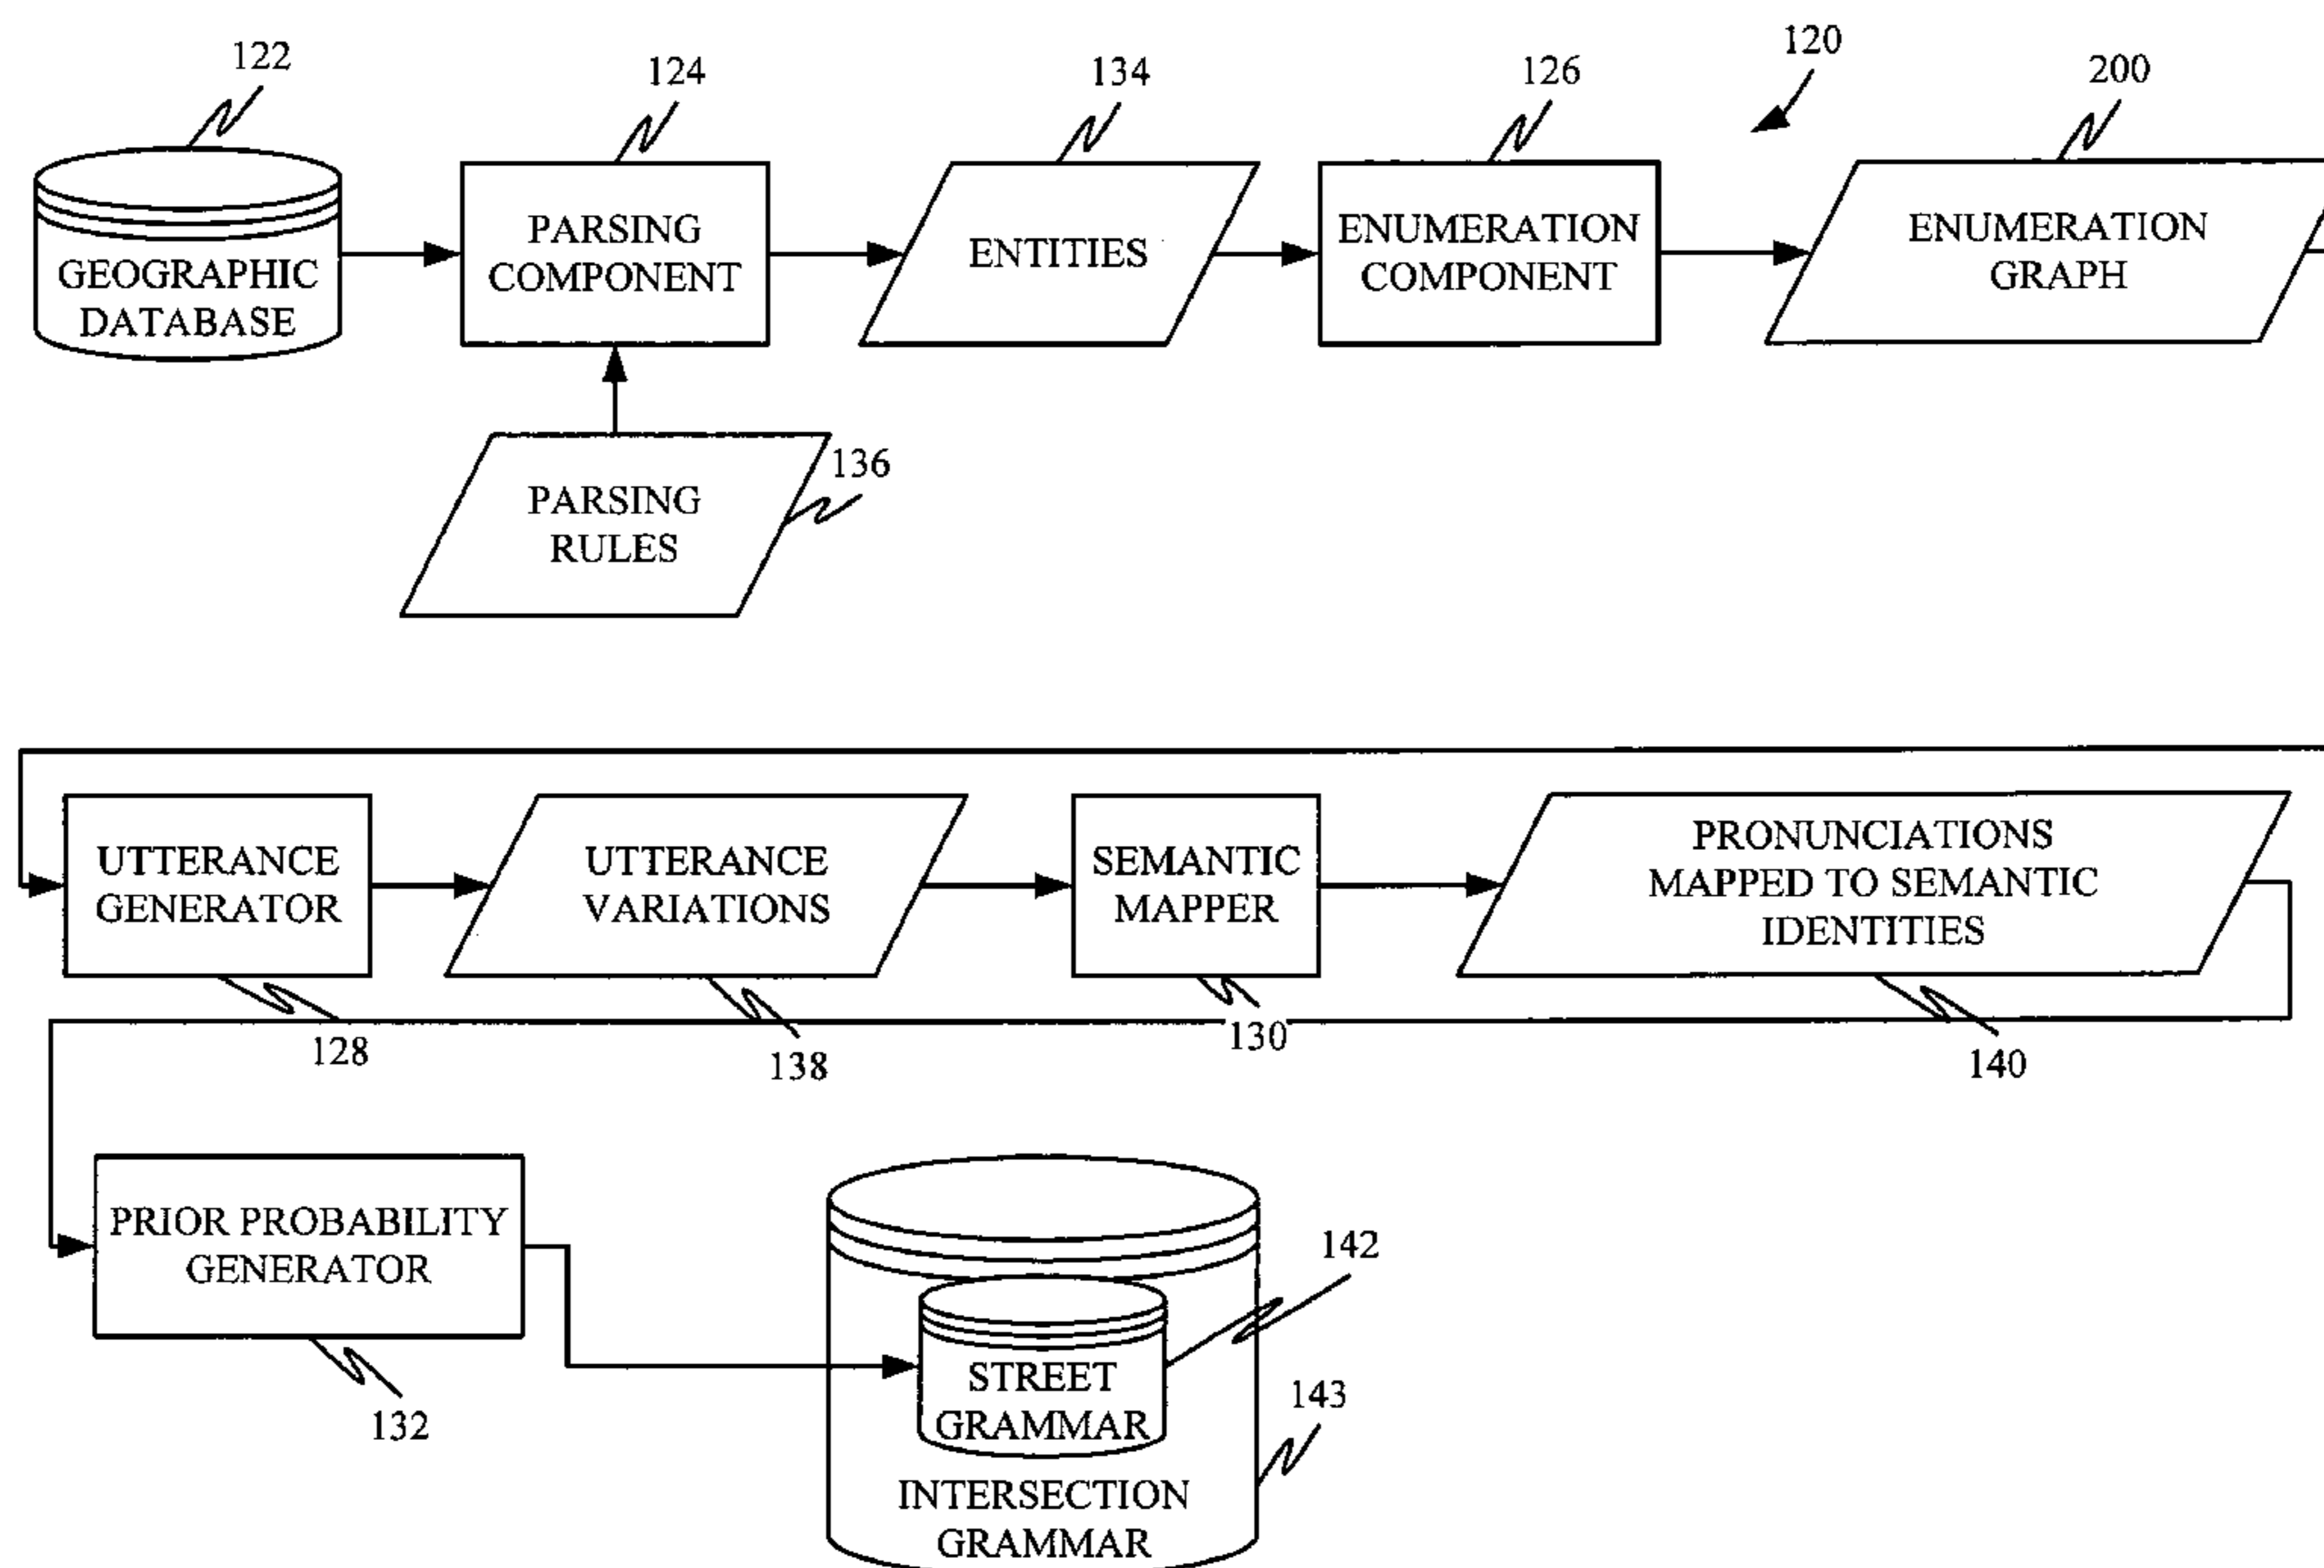 122
124
134
126
120
200
GEOGRAPHIC
DATABASE
PARSING
COMPONENT
ENTITIES
ENUMERATION
COMPONENT
ENUMERATION
GRAPH
136
PARSING
RULES
UTTERANCE
GENERATOR
UTTERANCE
VARIATIONS
SEMANTIC
MAPPER
PRONUNCIATIONS
MAPPED TO SEMANTIC
IDENTITIES
128
138
130
140
PRIOR PROBABILITY
GENERATOR
132
142
STREET
GRAMMAR
143
INTERSECTION
GRAMMAR